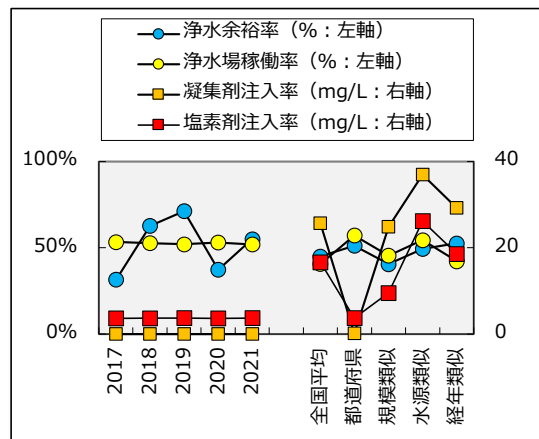 浄水余裕率（%：左軸）
浄水場稼働率（%：左軸）
凝集剤注入率（mg/L：右軸）
塩素剤注入率（mg/L：右軸）
100%
40
50%
20
0%
0
2017
2018
2019
2020
2021
全国平均
都道府県
規模類似
水源類似
経年類似